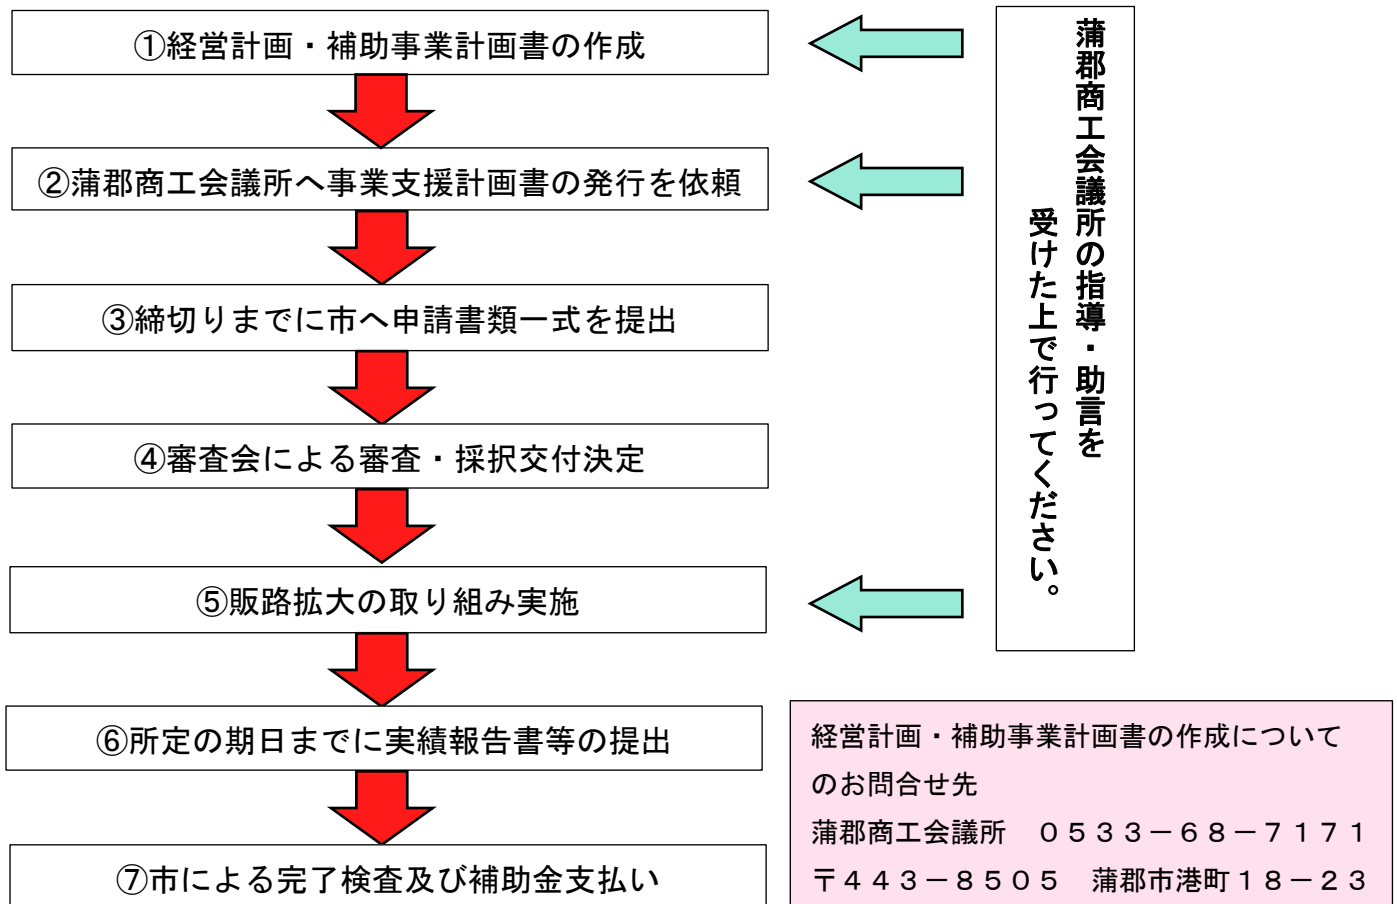 ①経営計画・補助事業計画書の作成
②蒲郡商工会議所へ事業支援計画書の発行を依頼
③締切りまでに市へ申請書類一式を提出
④審査会による審査・採択交付決定
⑤販路拡大の取り組み実施
⑥所定の期日までに実績報告書等の提出
⑦市による完了検査及び補助金支払い
蒲郡商工会議所の指導・助言を
受けた上で行ってください。
経営計画・補助事業計画書の作成について
のお問合せ先
蒲郡商工会議所　０５３３－６８－７１７１
〒４４３－８５０５　蒲郡市港町１８－２３